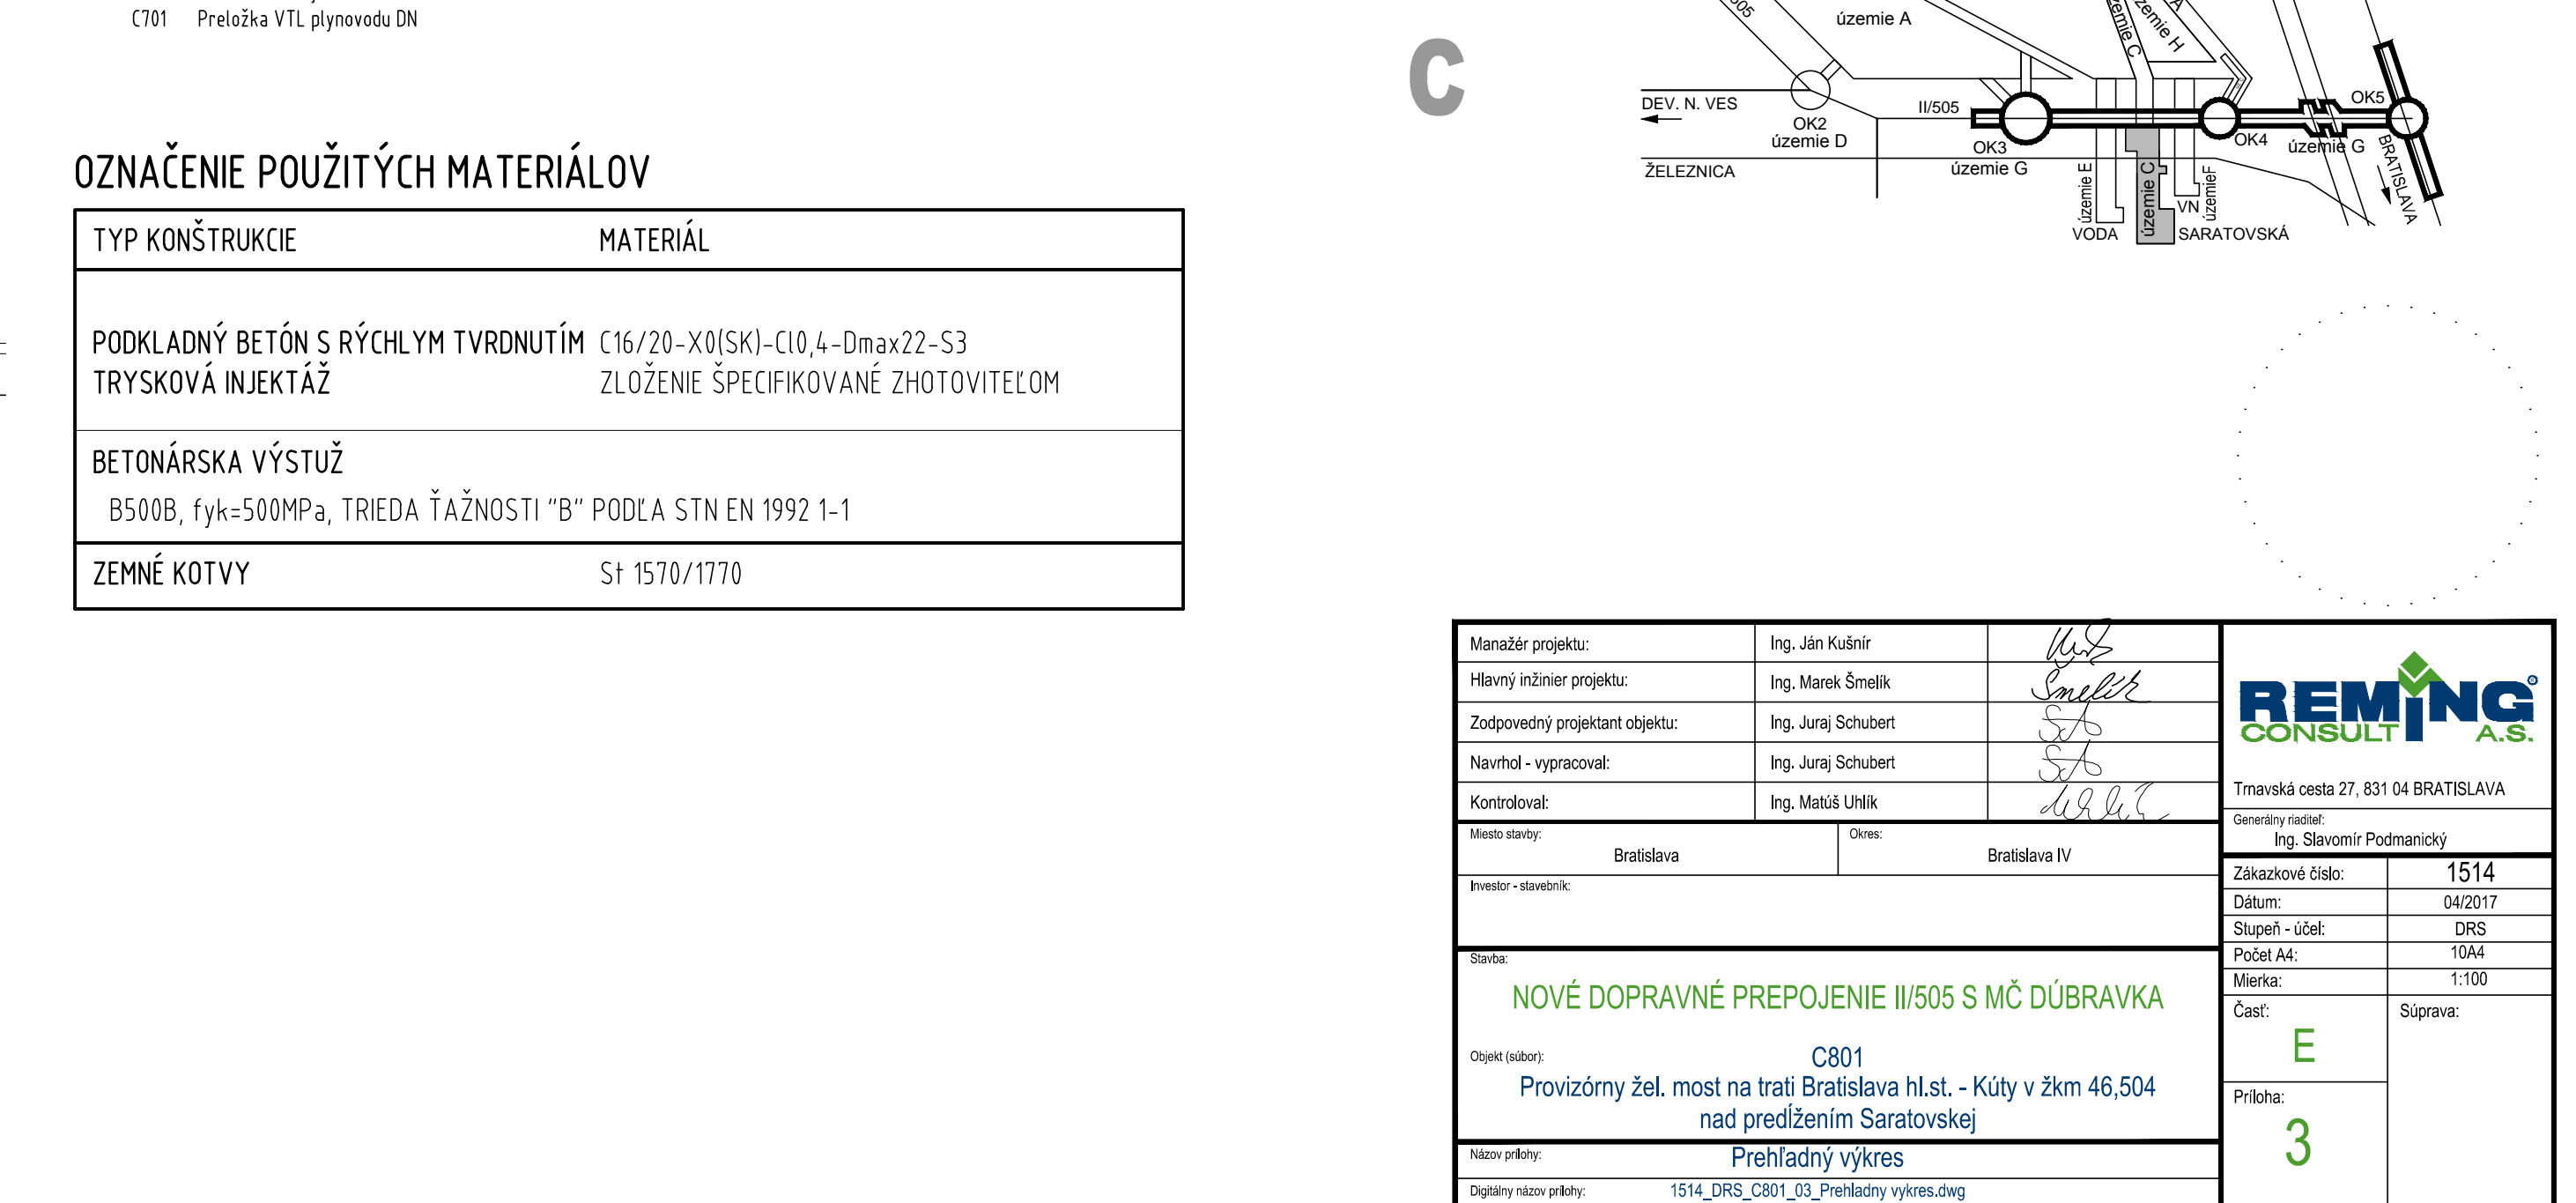 C701 Preložka VTL plynovodu DN
OZNAČENIE POUŽITÝCH MATERIÁLOV
TYP KONŠTRUKCIE MATERIÁL
PODKLADNÝ BETÓN S RÝCHLYM TVRDNUTÍM C16/20-X0(SK)-Cl0,4-Dmax22-S3
TRYSKOVÁ INJEKTÁŽ ZLOŽENIE ŠPECIFIKOVANÉ ZHOTOVITEĽOM
BETONÁRSKA VÝSTUŽ
B500B, fyk=500MPa, TRIEDA ŤAŽNOSTI "B" PODĽA STN EN 1992 1-1
ZEMNÉ KOTVY St 1570/1770
C
územie A
územie C
územie H
DEV. N. VES
OK2
územie D
II/505
OK3
územie G
OK4
OK5
územie G
BRATISLAVA
ŽELEZNICA
územie E
územie C
územieF
VN
VODA
SARATOVSKÁ
Manažér projektu: Ing. Ján Kušnír
Hlavný inžinier projektu: Ing. Marek Šmelík Šmelík
Zodpovedný projektant objektu: Ing. Juraj Schubert
Navrhol - vypracoval: Ing. Juraj Schubert
Kontroloval: Ing. Matúš Uhlík
Miesto stavby: Bratislava
Okres: Bratislava IV
Investor - stavebník:
Stavba:
NOVÉ DOPRAVNÉ PREPOJENIE II/505 S MČ DÚBRAVKA
Objekt (súbor): C801
Provizórny žel. most na trati Bratislava hl.st. - Kúty v žkm 46,504
nad predĺžením Saratovskej
Názov prílohy: Prehľadný výkres
Digitálny názov prílohy: 1514_DRS_C801_03_Prehladny vykres.dwg
REMING®
CONSULT A.S.
Trnavská cesta 27, 831 04 BRATISLAVA
Generálny riaditeľ:
Ing. Slavomír Podmanický
Zákazkové číslo: 1514
Dátum: 04/2017
Stupeň - účel: DRS
Počet A4: 10A4
Mierka: 1:100
Časť: E
Súprava:
Príloha: 3